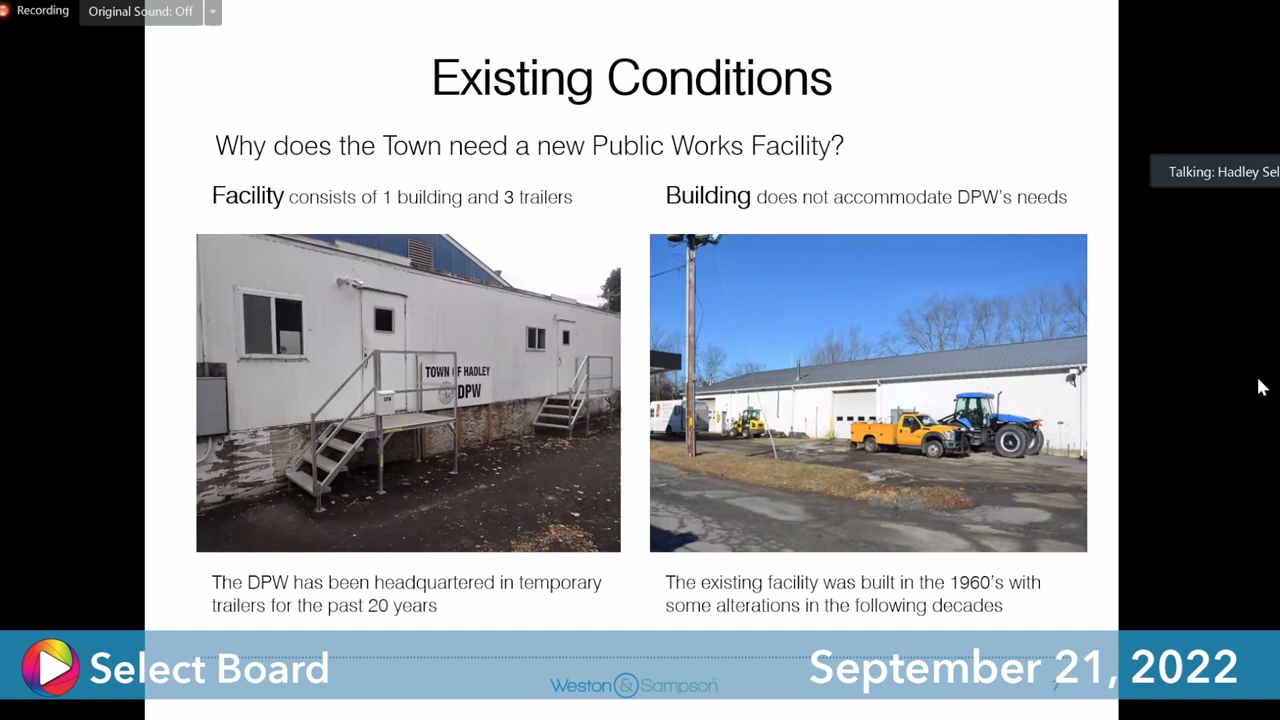 Recording
Original Sound: Off
Existing Conditions
Why does the Town need a new Public Works Facility?
Talking: Hadley Sel
Facility consists of 1 building and 3 trailers
Building does not accommodate DPW's needs
TOWN OF HADLEY
DPW
The DPW has been headquartered in temporary
trailers for the past 20 years
The existing facility was built in the 1960's with
some alterations in the following decades
Select Board
Weston & Sampson
September 21, 2022
7